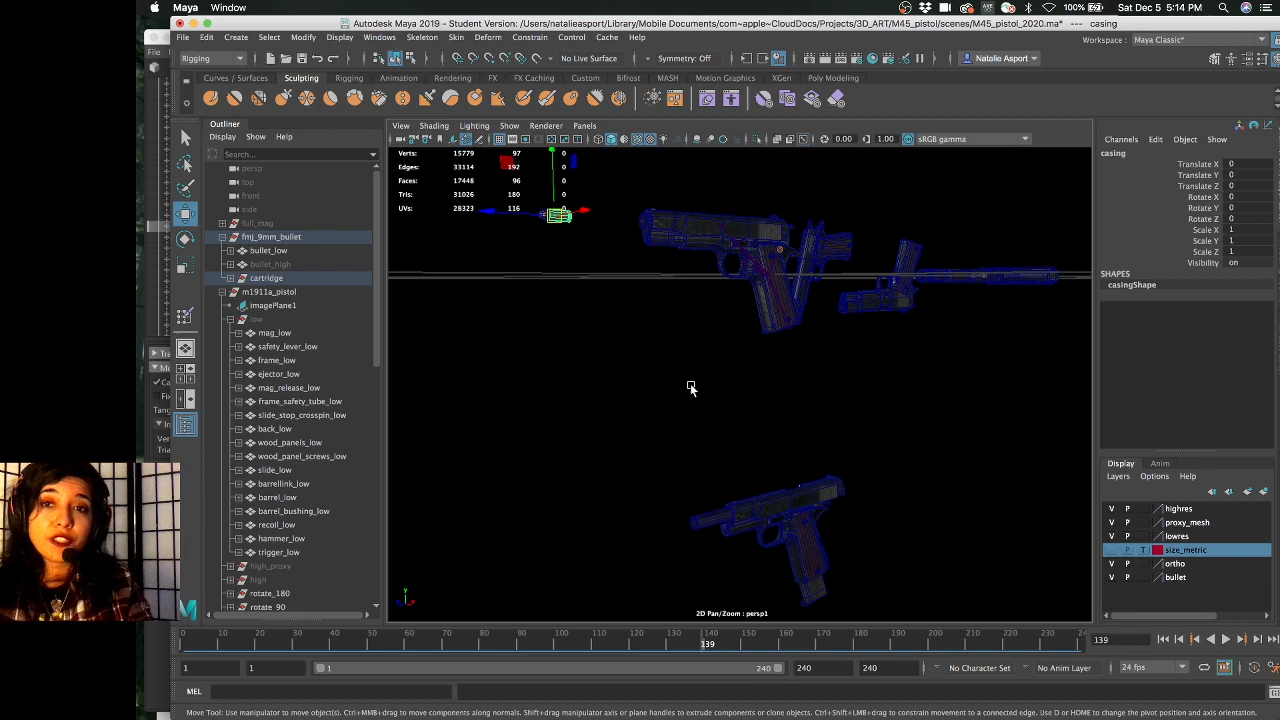 Maya Window
Sat Dec 5 5:14 PM
Autodesk Maya 2019 - Student Version: /Users/natalieasport/Library/Mobile Documents/com~apple~CloudDocs/Projects/3D_ART/M45_pistol/scenes/M45_pistol_2020.ma* --- casing
File
File Edit Create Select Modify Display Windows Skeleton Skin Deform Constrain Control Cache Help
Workspace : Maya Classic*
Rigging
No Live Surface
Symmetry: Off
Natalie Asport
Curves / Surfaces Sculpting Rigging Animation Rendering FX FX Caching Custom Bifrost MASH Motion Graphics XGen Poly Modeling
Outliner
Display Show Help
Search...
persp
top
front
side
full_mag
fmj_9mm_bullet
bullet_low
bullet_high
cartridge
m1911a_pistol
imagePlane1
low
mag_low
safety_lever_low
frame_low
ejector_low
mag_release_low
frame_safety_tube_low
slide_stop_crosspin_low
back_low
wood_panels_low
wood_panel_screws_low
slide_low
barrellink_low
barrel_low
barrel_bushing_low
recoil_low
hammer_low
trigger_low
high_proxy
high
rotate_180
rotate_90
View Shading Lighting Show Renderer Panels
0.00 1.00 sRGB gamma
Verts: 15779 97 0
Edges: 33114 192 0
Faces: 17448 96 0
Tris: 31026 180 0
UVs: 28323 116 0
y
2D Pan/Zoom : persp1
Channels Edit Object Show
casing
Translate X 0
Translate Y 0
Translate Z 0
Rotate X 0
Rotate Y 0
Rotate Z 0
Scale X 1
Scale Y 1
Scale Z 1
Visibility on
SHAPES
casingShape
Display Anim
Layers Options Help
V P highres
V P proxy_mesh
V P lowres
P T size_metric
V P ortho
V P bullet
0 10 20 30 40 50 60 70 80 90 100 110 120 130 140 150 160 170 180 190 200 210 220 230 24
139
139
1 1 1 240 240 240 No Character Set No Anim Layer 24 fps
MEL
Move Tool: Use manipulator to move object(s). Ctrl+MMB+drag to move components along normals. Shift+drag manipulator axis or plane handles to extrude components or clone objects. Ctrl+Shift+LMB+drag to constrain movement to a connected edge. Use D or HOME to change the pivot position and axis orientation.